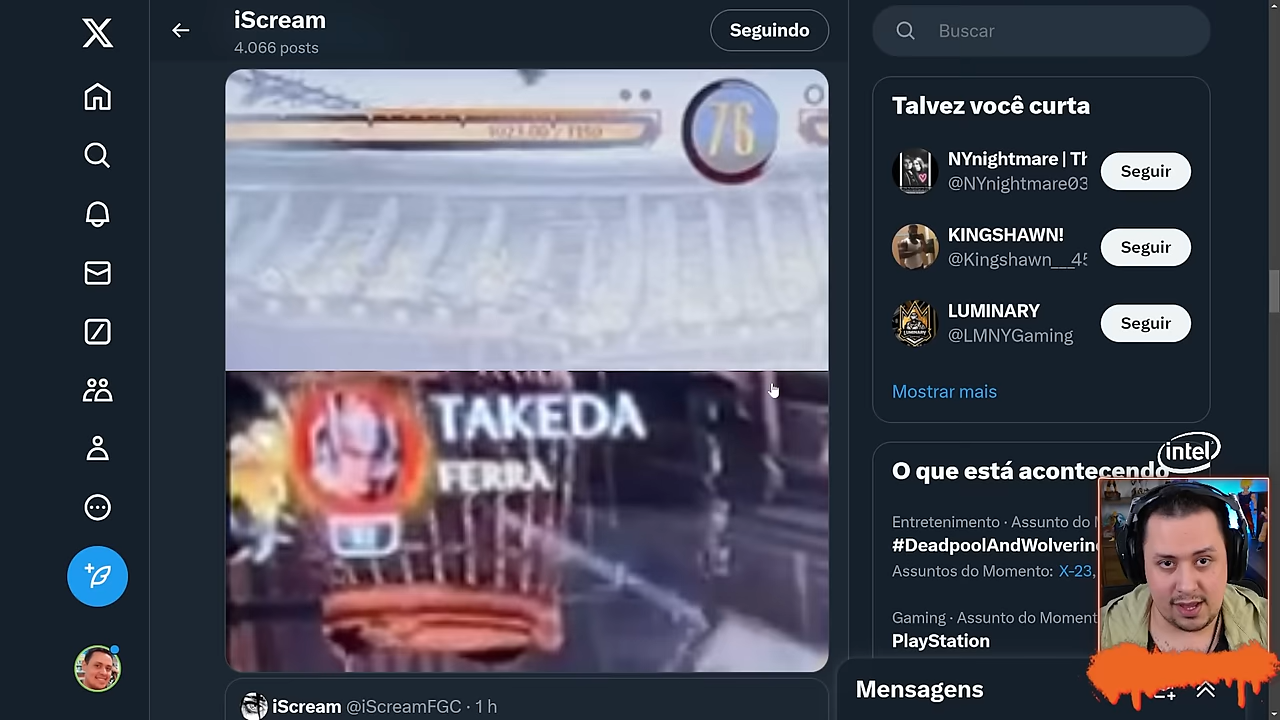 iScream
4.066 posts
Seguindo
Buscar
76
TAKEDA
FERRA
iScream @iScreamFGC · 1 h
Talvez você curta
NYnightmare | Th
@NYnightmare03
Seguir
KINGSHAWN!
@Kingshawn__45
Seguir
LUMINARY
@LMNYGaming
Seguir
Mostrar mais
intel
O que está acontecendo
Entretenimento · Assunto do
#DeadpoolAndWolverin
Assuntos do Momento: X-23,
Gaming · Assunto do Moment
PlayStation
Mensagens